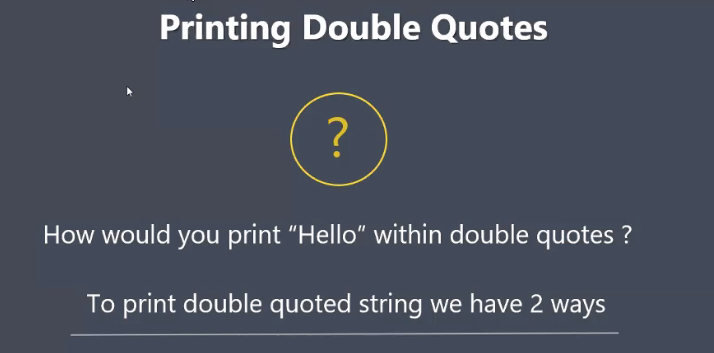 Printing Double Quotes
?
How would you print “Hello” within double quotes ?
To print double quoted string we have 2 ways